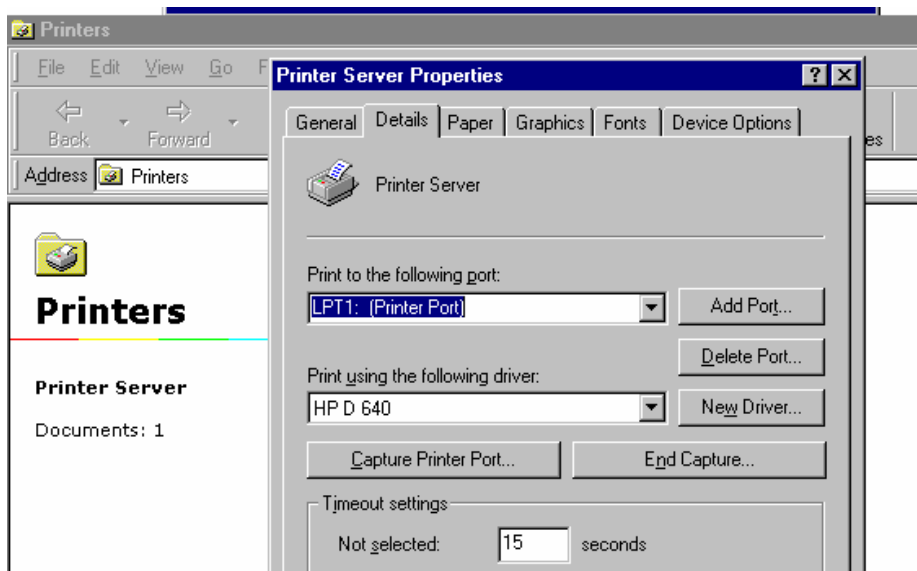 Printers
File Edit View Go F
Back Forward
es
Address Printers
Printers
Printer Server
Documents: 1
Printer Server Properties
General Details Paper Graphics Fonts Device Options
Printer Server
Print to the following port:
LPT1: (Printer Port) Add Port...
Delete Port...
Print using the following driver:
HP D 640 New Driver...
Capture Printer Port... End Capture...
Timeout settings
Not selected: 15 seconds